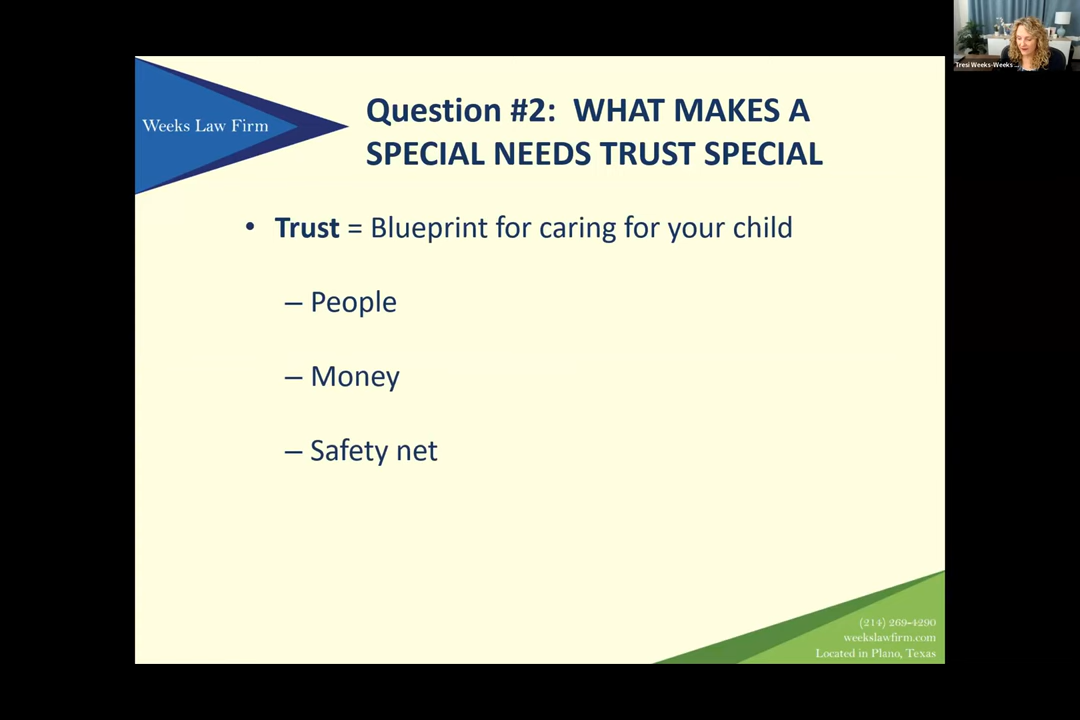 Tresi Weeks-Weeks ...
Weeks Law Firm
Question #2: WHAT MAKES A
SPECIAL NEEDS TRUST SPECIAL
• Trust = Blueprint for caring for your child
– People
– Money
– Safety net
(214) 269-4290
weekslawfirm.com
Located in Plano, Texas